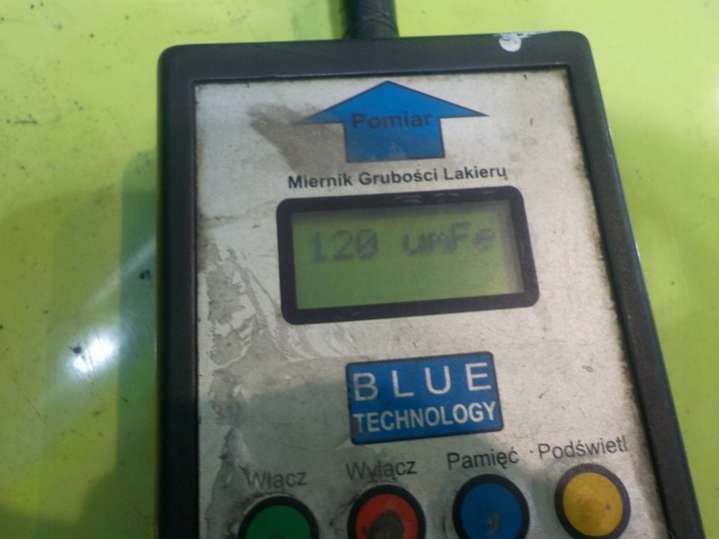 Pomiar
Miernik Grubości Lakieru
120 umFe
BLUE
TECHNOLOGY
Włącz Wyłącz Pamięć Podświetl